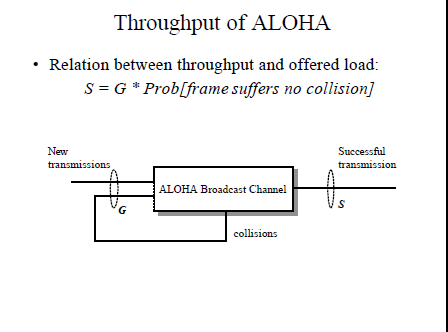 Throughput of ALOHA
• Relation between throughput and offered load:
S = G * Prob[frame suffers no collision]
New
transmissions
Successful
transmission
ALOHA Broadcast Channel
G
S
collisions